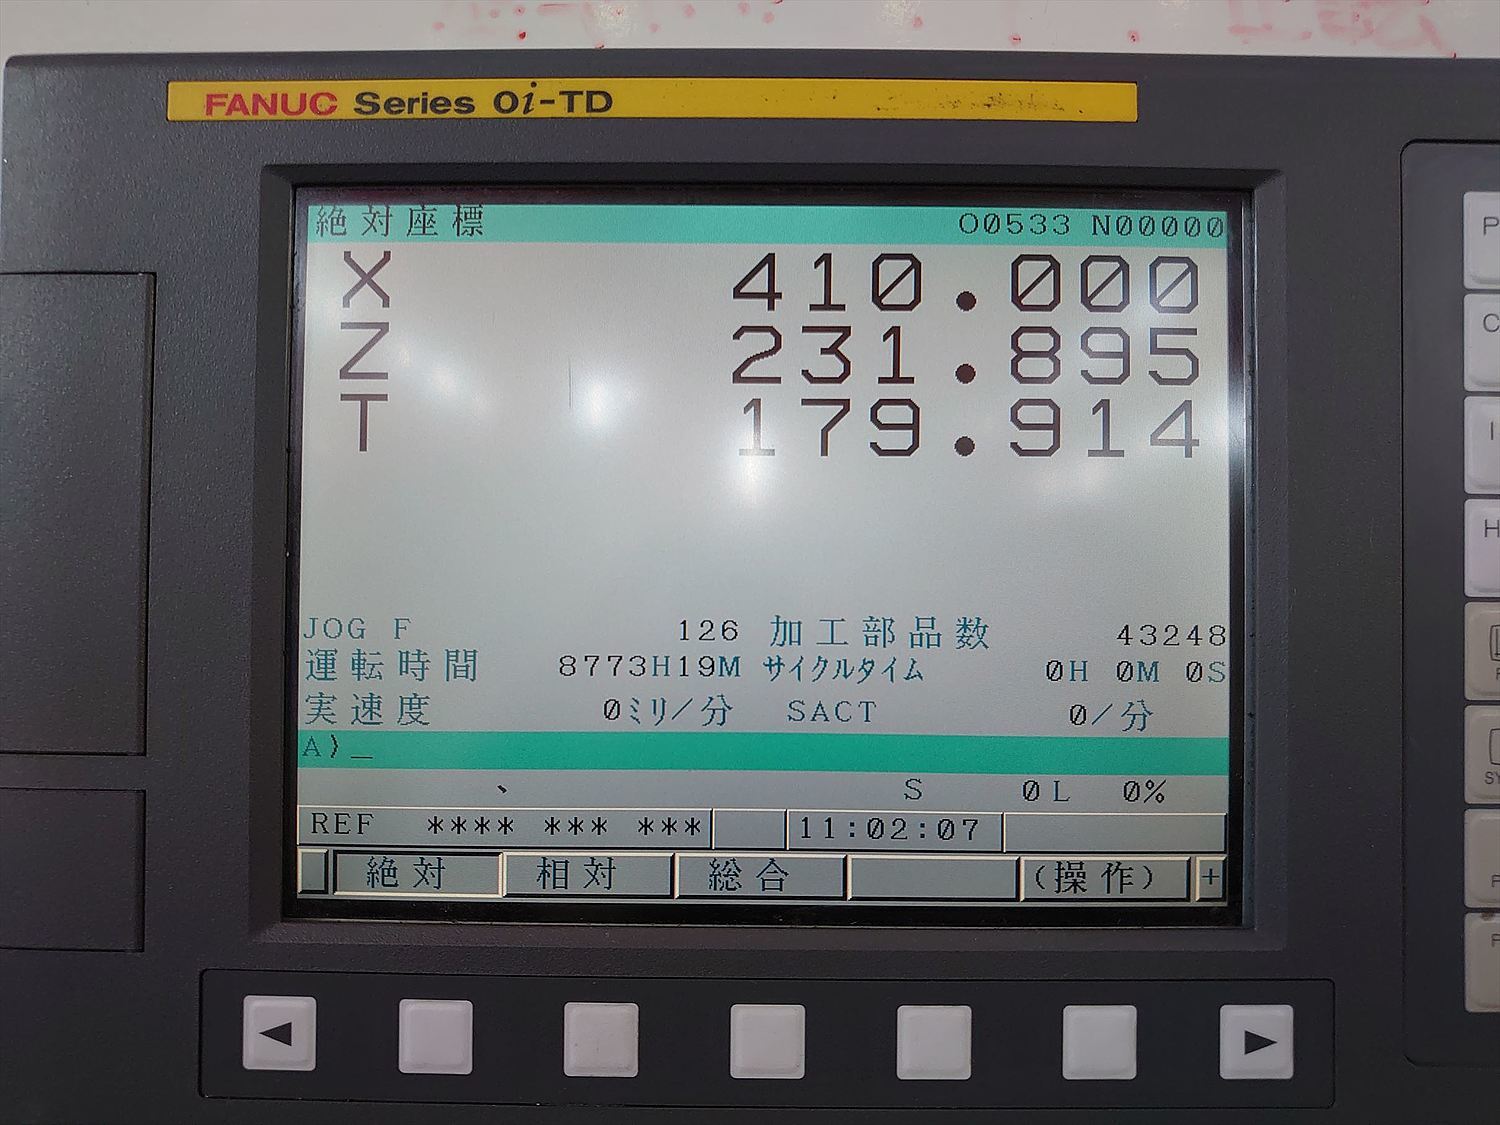 FANUC Series 0i-TD
絶対座標 O0533 N00000
X 410.000
Z 231.895
T 179.914
JOG F 126 加工部品数 43248
運転時間 8773H19M サイクルタイム 0H 0M 0S
実速度 0ミリ/分 SACT 0/分
A)_
S 0 L 0%
REF **** *** *** 11:02:07
絶対 相対 総合 (操作) +